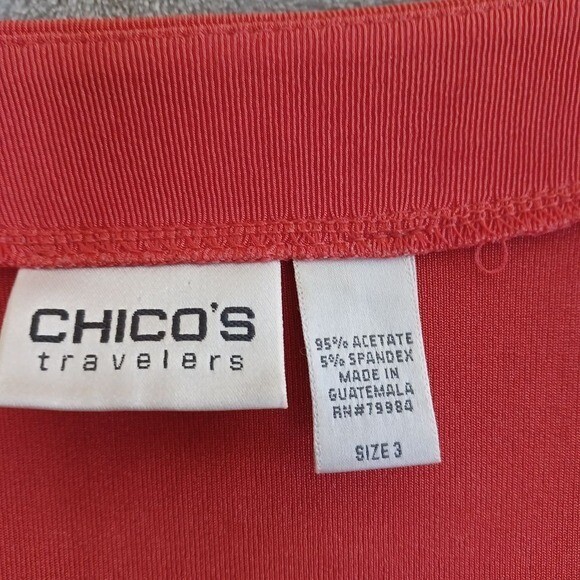 CHICO'S
travelers
95% ACETATE
5% SPANDEX
MADE IN
GUATEMALA
RN#79984
SIZE 3